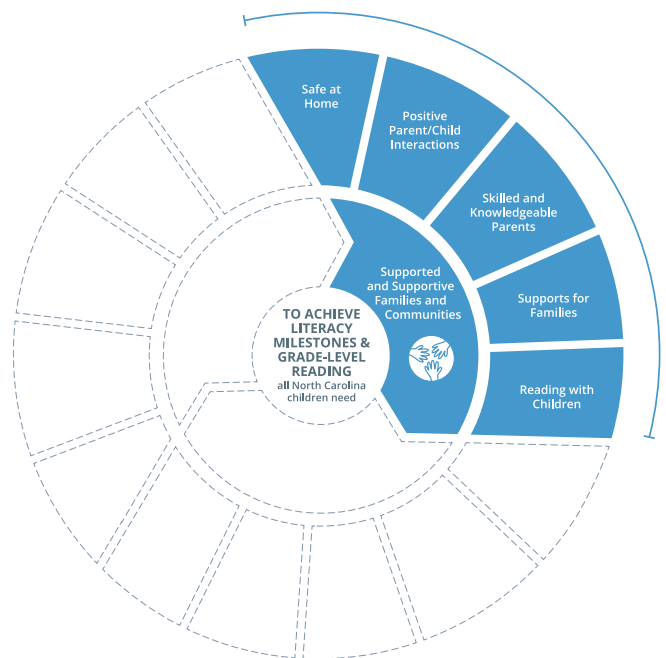 Safe at
Home
Positive
Parent/Child
Interactions
Skilled and
Knowledgeable
Parents
Supports for
Families
Reading with
Children
Supported
and Supportive
Families and
Communities
TO ACHIEVE
LITERACY
MILESTONES &
GRADE-LEVEL
READING
all North Carolina
children need